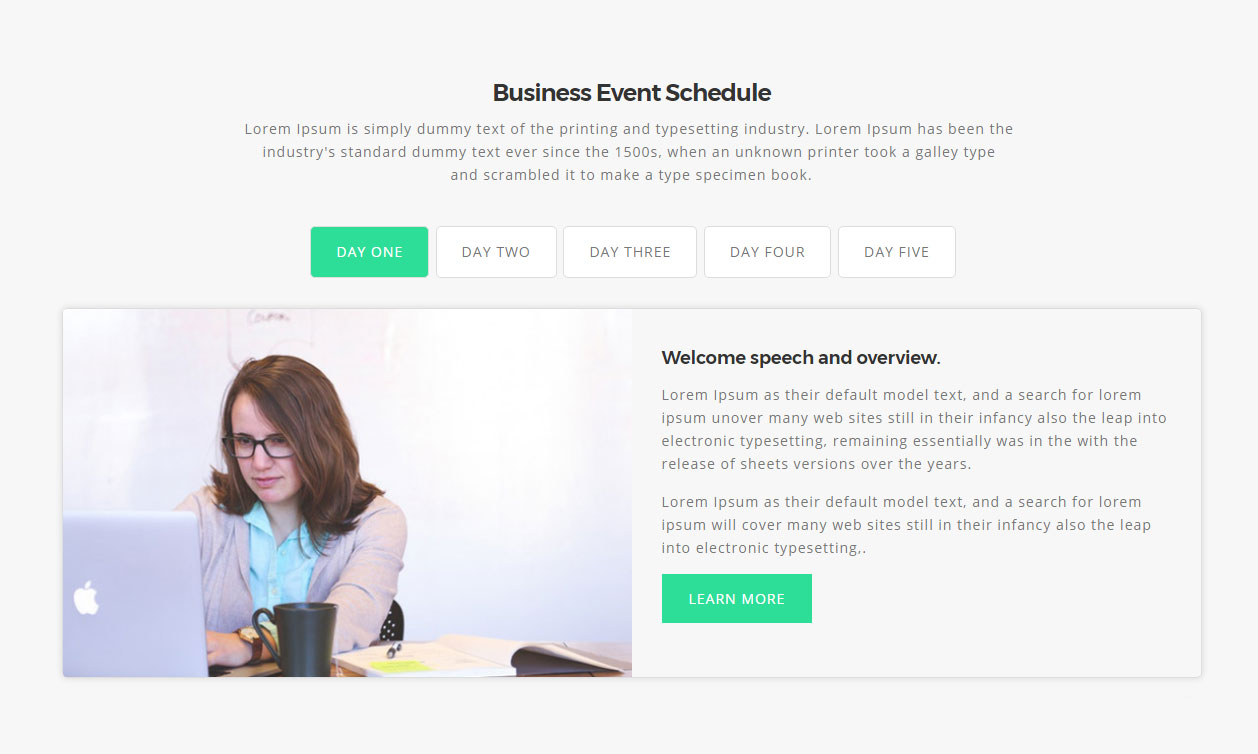 Business Event Schedule
Lorem Ipsum is simply dummy text of the printing and typesetting industry. Lorem Ipsum has been the
industry's standard dummy text ever since the 1500s, when an unknown printer took a galley type
and scrambled it to make a type specimen book.
DAY ONE DAY TWO DAY THREE DAY FOUR DAY FIVE
Welcome speech and overview.
Lorem Ipsum as their default model text, and a search for lorem
ipsum unover many web sites still in their infancy also the leap into
electronic typesetting, remaining essentially was in the with the
release of sheets versions over the years.
Lorem Ipsum as their default model text, and a search for lorem
ipsum will cover many web sites still in their infancy also the leap
into electronic typesetting,.
LEARN MORE